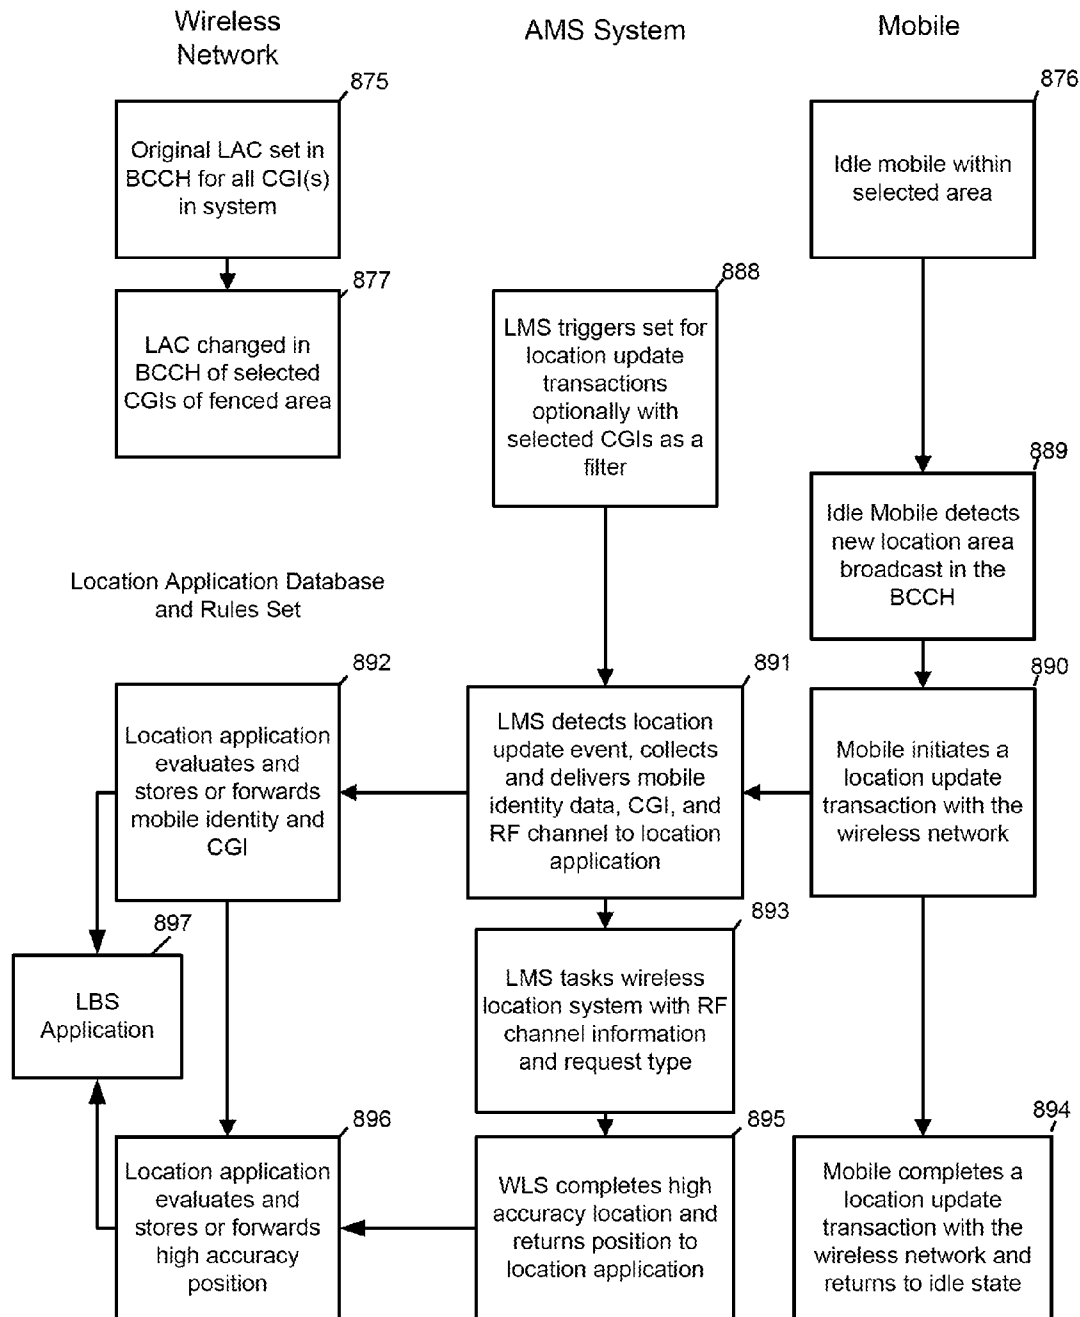 Wireless
Network
AMS System
Mobile
875
Original LAC set in
BCCH for all CGI(s)
in system
876
Idle mobile within
selected area
877
LAC changed in
BCCH of selected
CGIs of fenced area
888
LMS triggers set for
location update
transactions
optionally with
selected CGIs as a
filter
889
Idle Mobile detects
new location area
broadcast in the
BCCH
Location Application Database
and Rules Set
892
Location application
evaluates and
stores or forwards
mobile identity and
CGI
891
LMS detects location
update event, collects
and delivers mobile
identity data, CGI, and
RF channel to location
application
890
Mobile initiates a
location update
transaction with the
wireless network
897
LBS
Application
893
LMS tasks wireless
location system with RF
channel information
and request type
896
Location application
evaluates and
stores or forwards
high accuracy
position
895
WLS completes high
accuracy location and
returns position to
location application
894
Mobile completes a
location update
transaction with the
wireless network and
returns to idle state